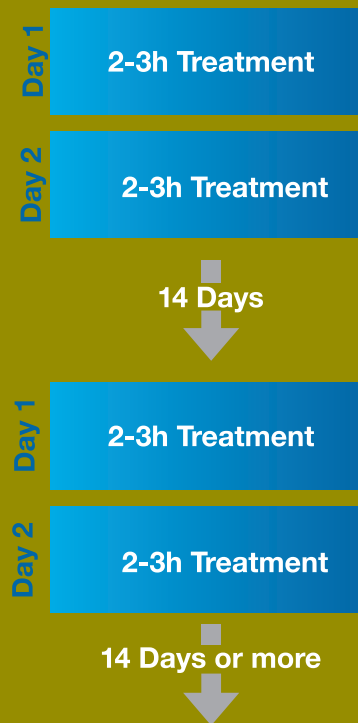 Day 1
2-3h Treatment
Day 2
2-3h Treatment
14 Days
Day 1
2-3h Treatment
Day 2
2-3h Treatment
14 Days or more